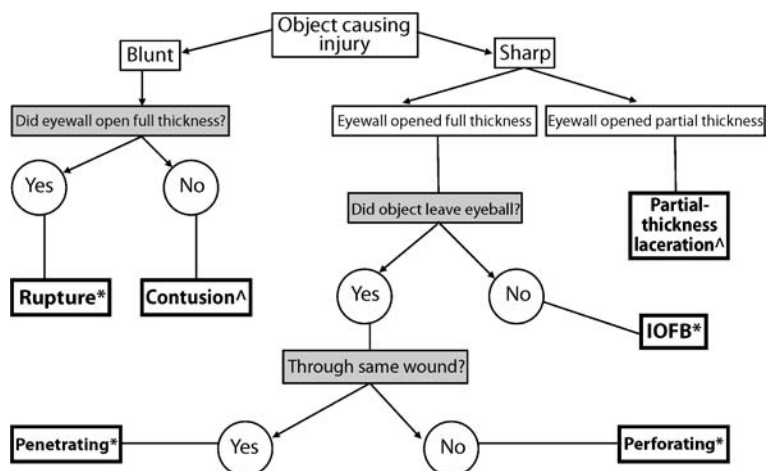 Object causing
injury
Blunt
Sharp
Did eyewall open full thickness?
Eyewall opened full thickness
Eyewall opened partial thickness
Yes
No
Did object leave eyeball?
Partial-
thickness
laceration^
Rupture*
Contusion^
Yes
No
IOFB*
Through same wound?
Penetrating*
Yes
No
Perforating*